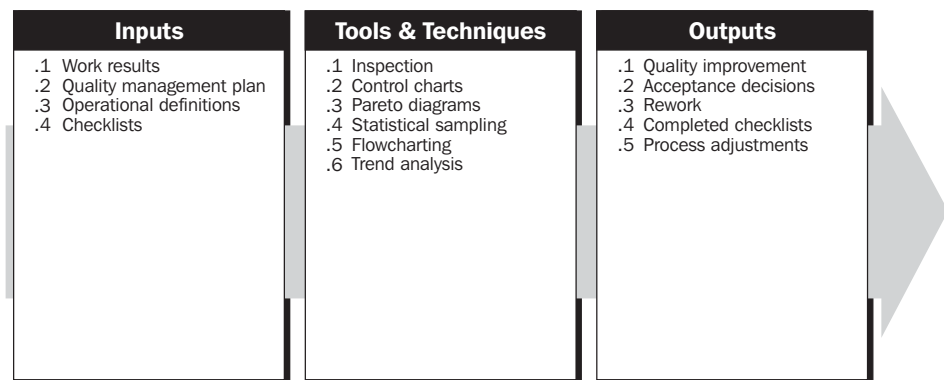 Inputs
.1 Work results
.2 Quality management plan
.3 Operational definitions
.4 Checklists
Tools & Techniques
.1 Inspection
.2 Control charts
.3 Pareto diagrams
.4 Statistical sampling
.5 Flowcharting
.6 Trend analysis
Outputs
.1 Quality improvement
.2 Acceptance decisions
.3 Rework
.4 Completed checklists
.5 Process adjustments